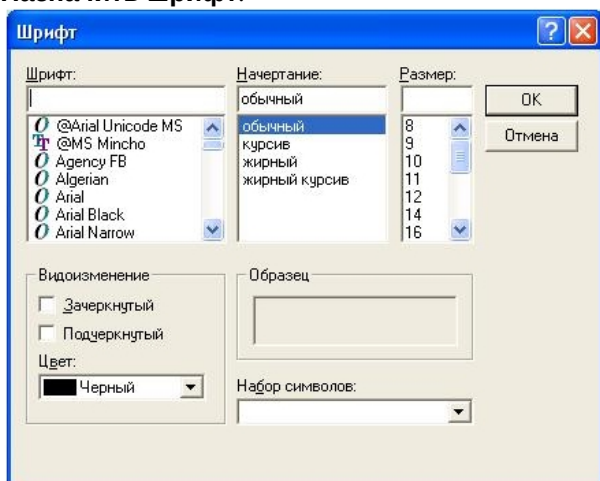 Шрифт
Шрифт:
Начертание:
Размер:
обычный
OK
Отмена
@Arial Unicode MS
@MS Mincho
Agency FB
Algerian
Arial
Arial Black
Arial Narrow
обычный
курсив
жирный
жирный курсив
8
9
10
11
12
14
16
Видоизменение
Зачеркнутый
Подчеркнутый
Цвет:
Черный
Образец
Набор символов: